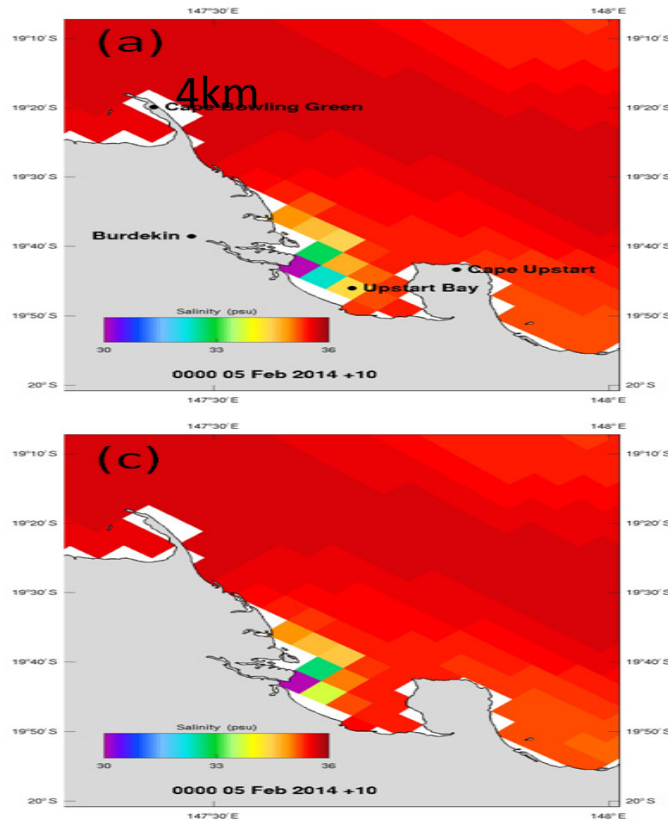 147°30' E 148° E
(a)
19°10' S 19°10' S
4km
19°20' S Cape Bowling Green 19°20' S
19°30' S 19°30' S
Burdekin 19°40' S 19°40' S
Cape Upstart
Upstart Bay
19°50' S 19°50' S
Salinity (psu)
30 33 36
0000 05 Feb 2014 +10
20° S 20° S
147°30' E 148° E
147°30' E 148° E
(c)
19°10' S 19°10' S
19°20' S 19°20' S
19°30' S 19°30' S
19°40' S 19°40' S
19°50' S 19°50' S
Salinity (psu)
30 33 36
0000 05 Feb 2014 +10
20° S 20° S
147°30' E 148° E